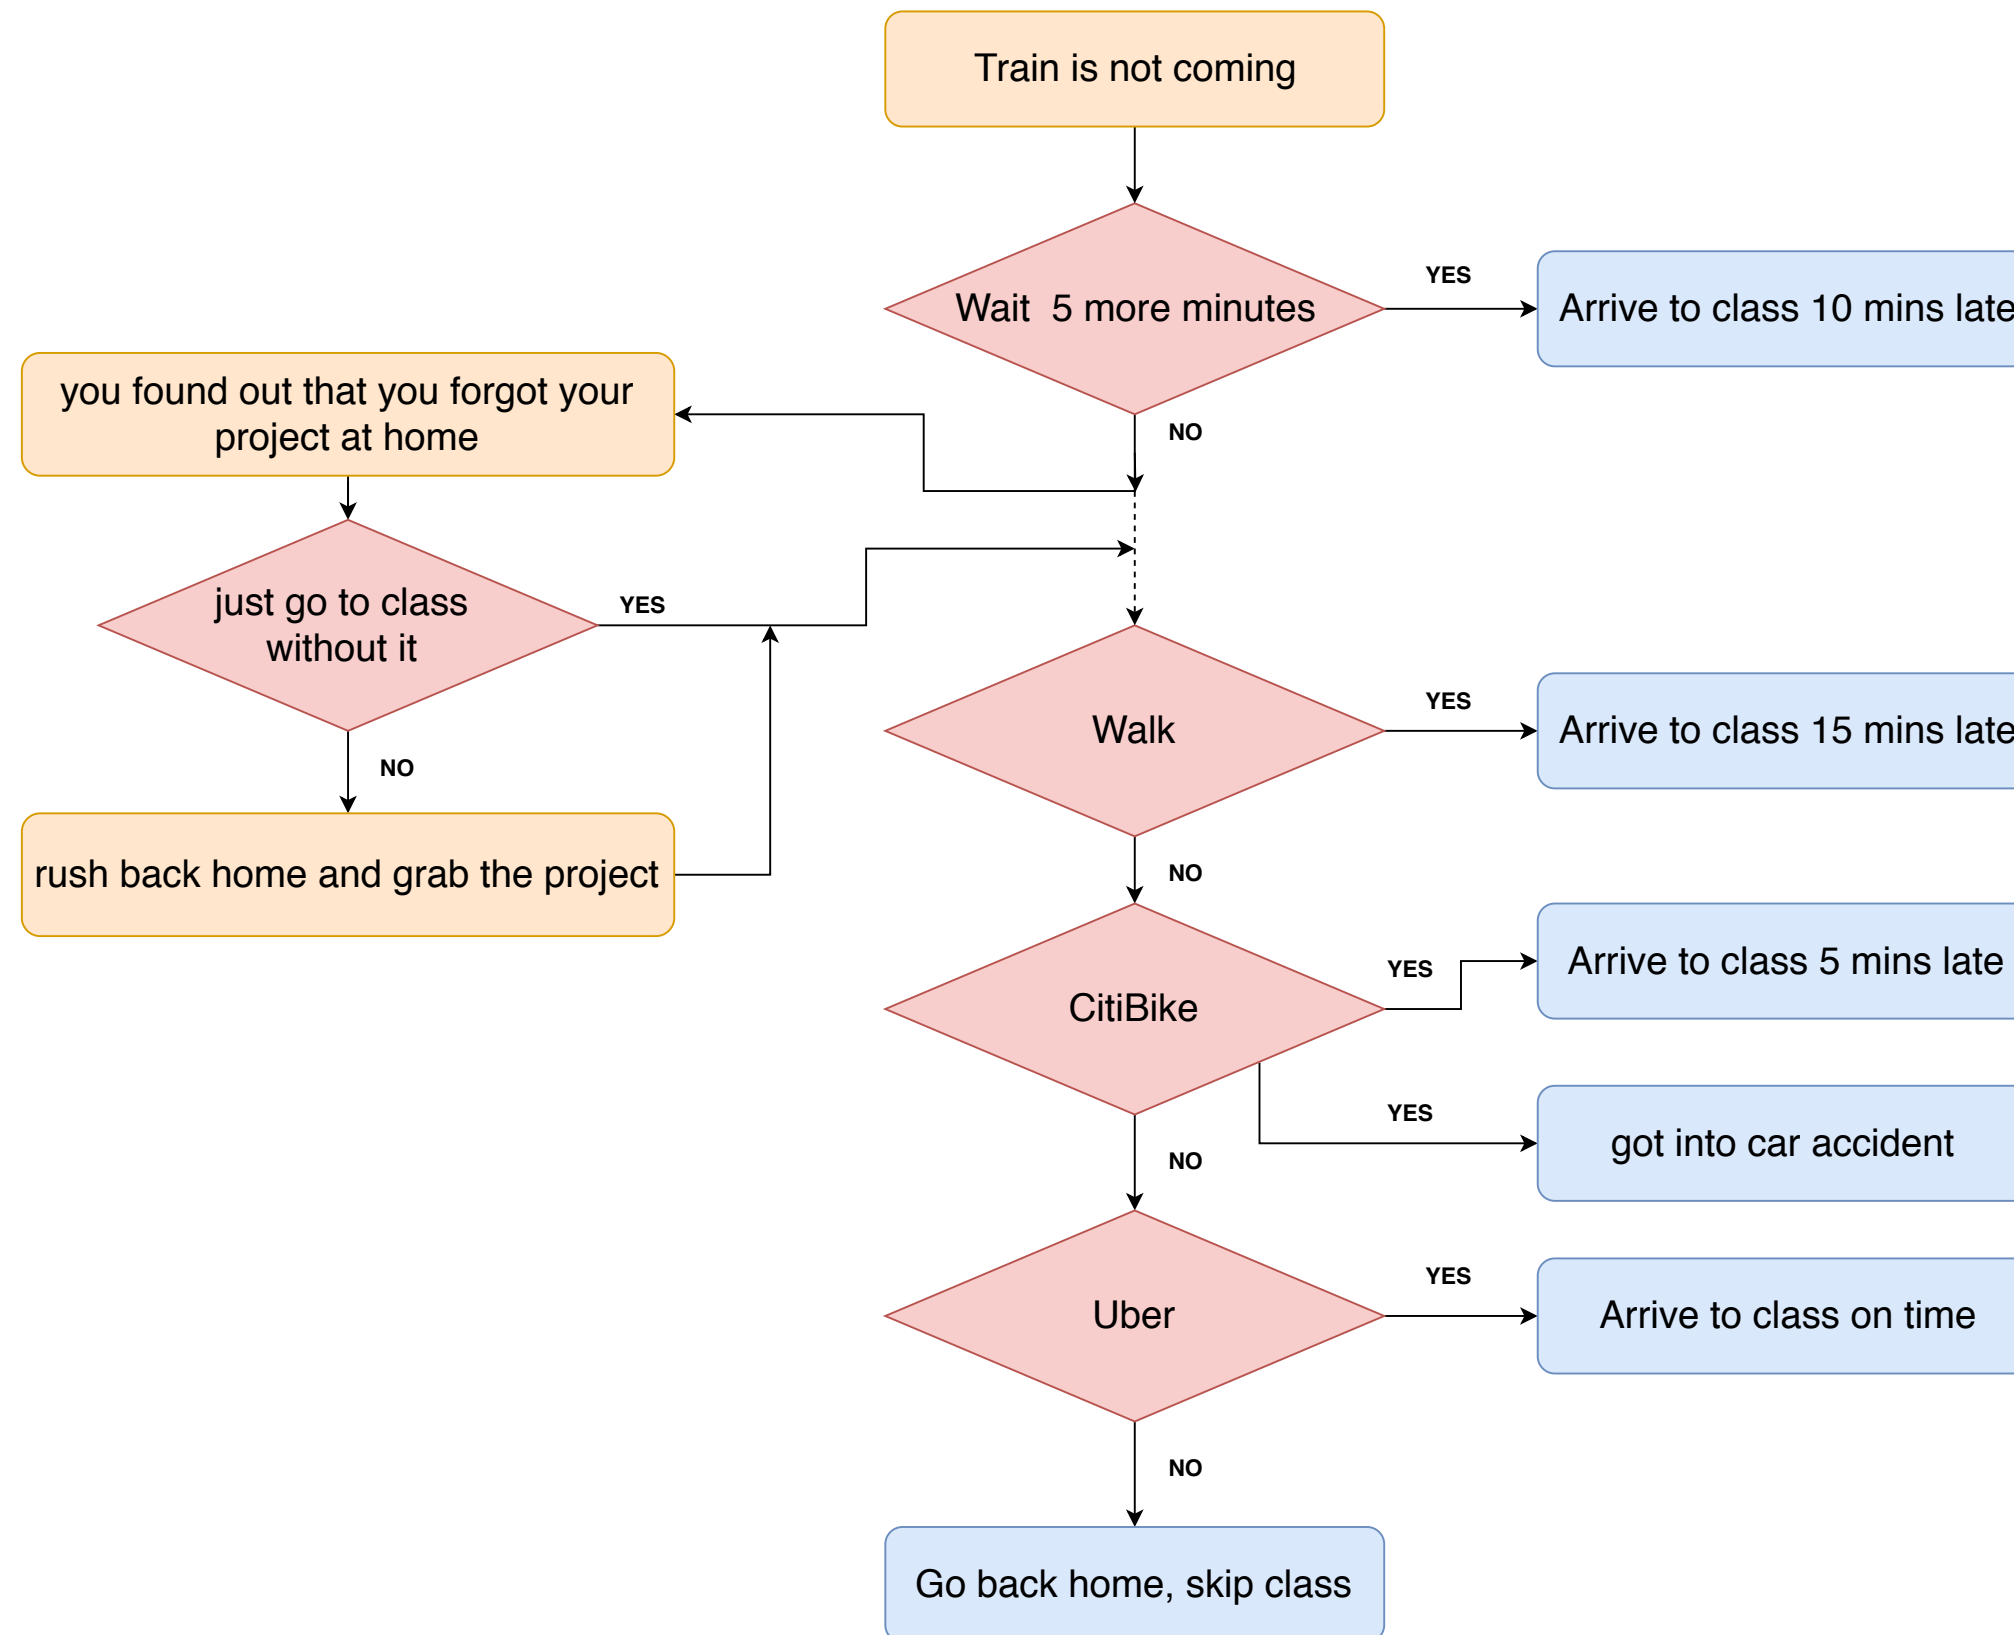 Train is not coming
Wait  5 more minutes
YES
Arrive to class 10 mins late
NO
you found out that you forgot your
project at home
just go to class
without it
YES
NO
rush back home and grab the project
Walk
YES
Arrive to class 15 mins late
NO
CitiBike
YES
Arrive to class 5 mins late
YES
got into car accident
NO
Uber
YES
Arrive to class on time
NO
Go back home, skip class